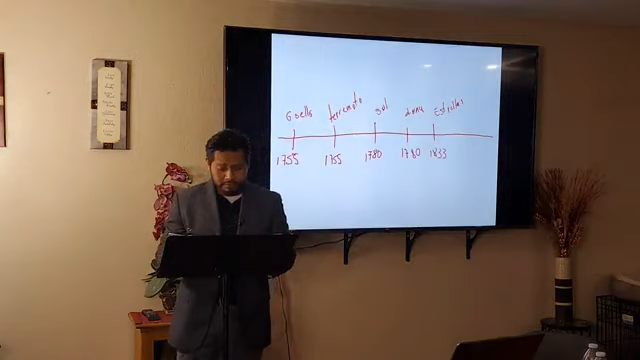 6 sello terremoto sol luna Estrellas
1755 1755 1780 1780 1833